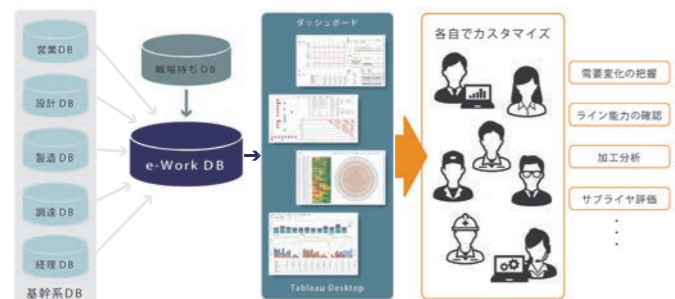 営業DB
設計DB
製造DB
調達DB
経理DB
基幹系DB
職場持ちDB
e-Work DB
ダッシュボード
Tableau Desktop
各自でカスタマイズ
需要変化の把握
ライン能力の確認
加工分析
サプライヤ評価
・
・
・